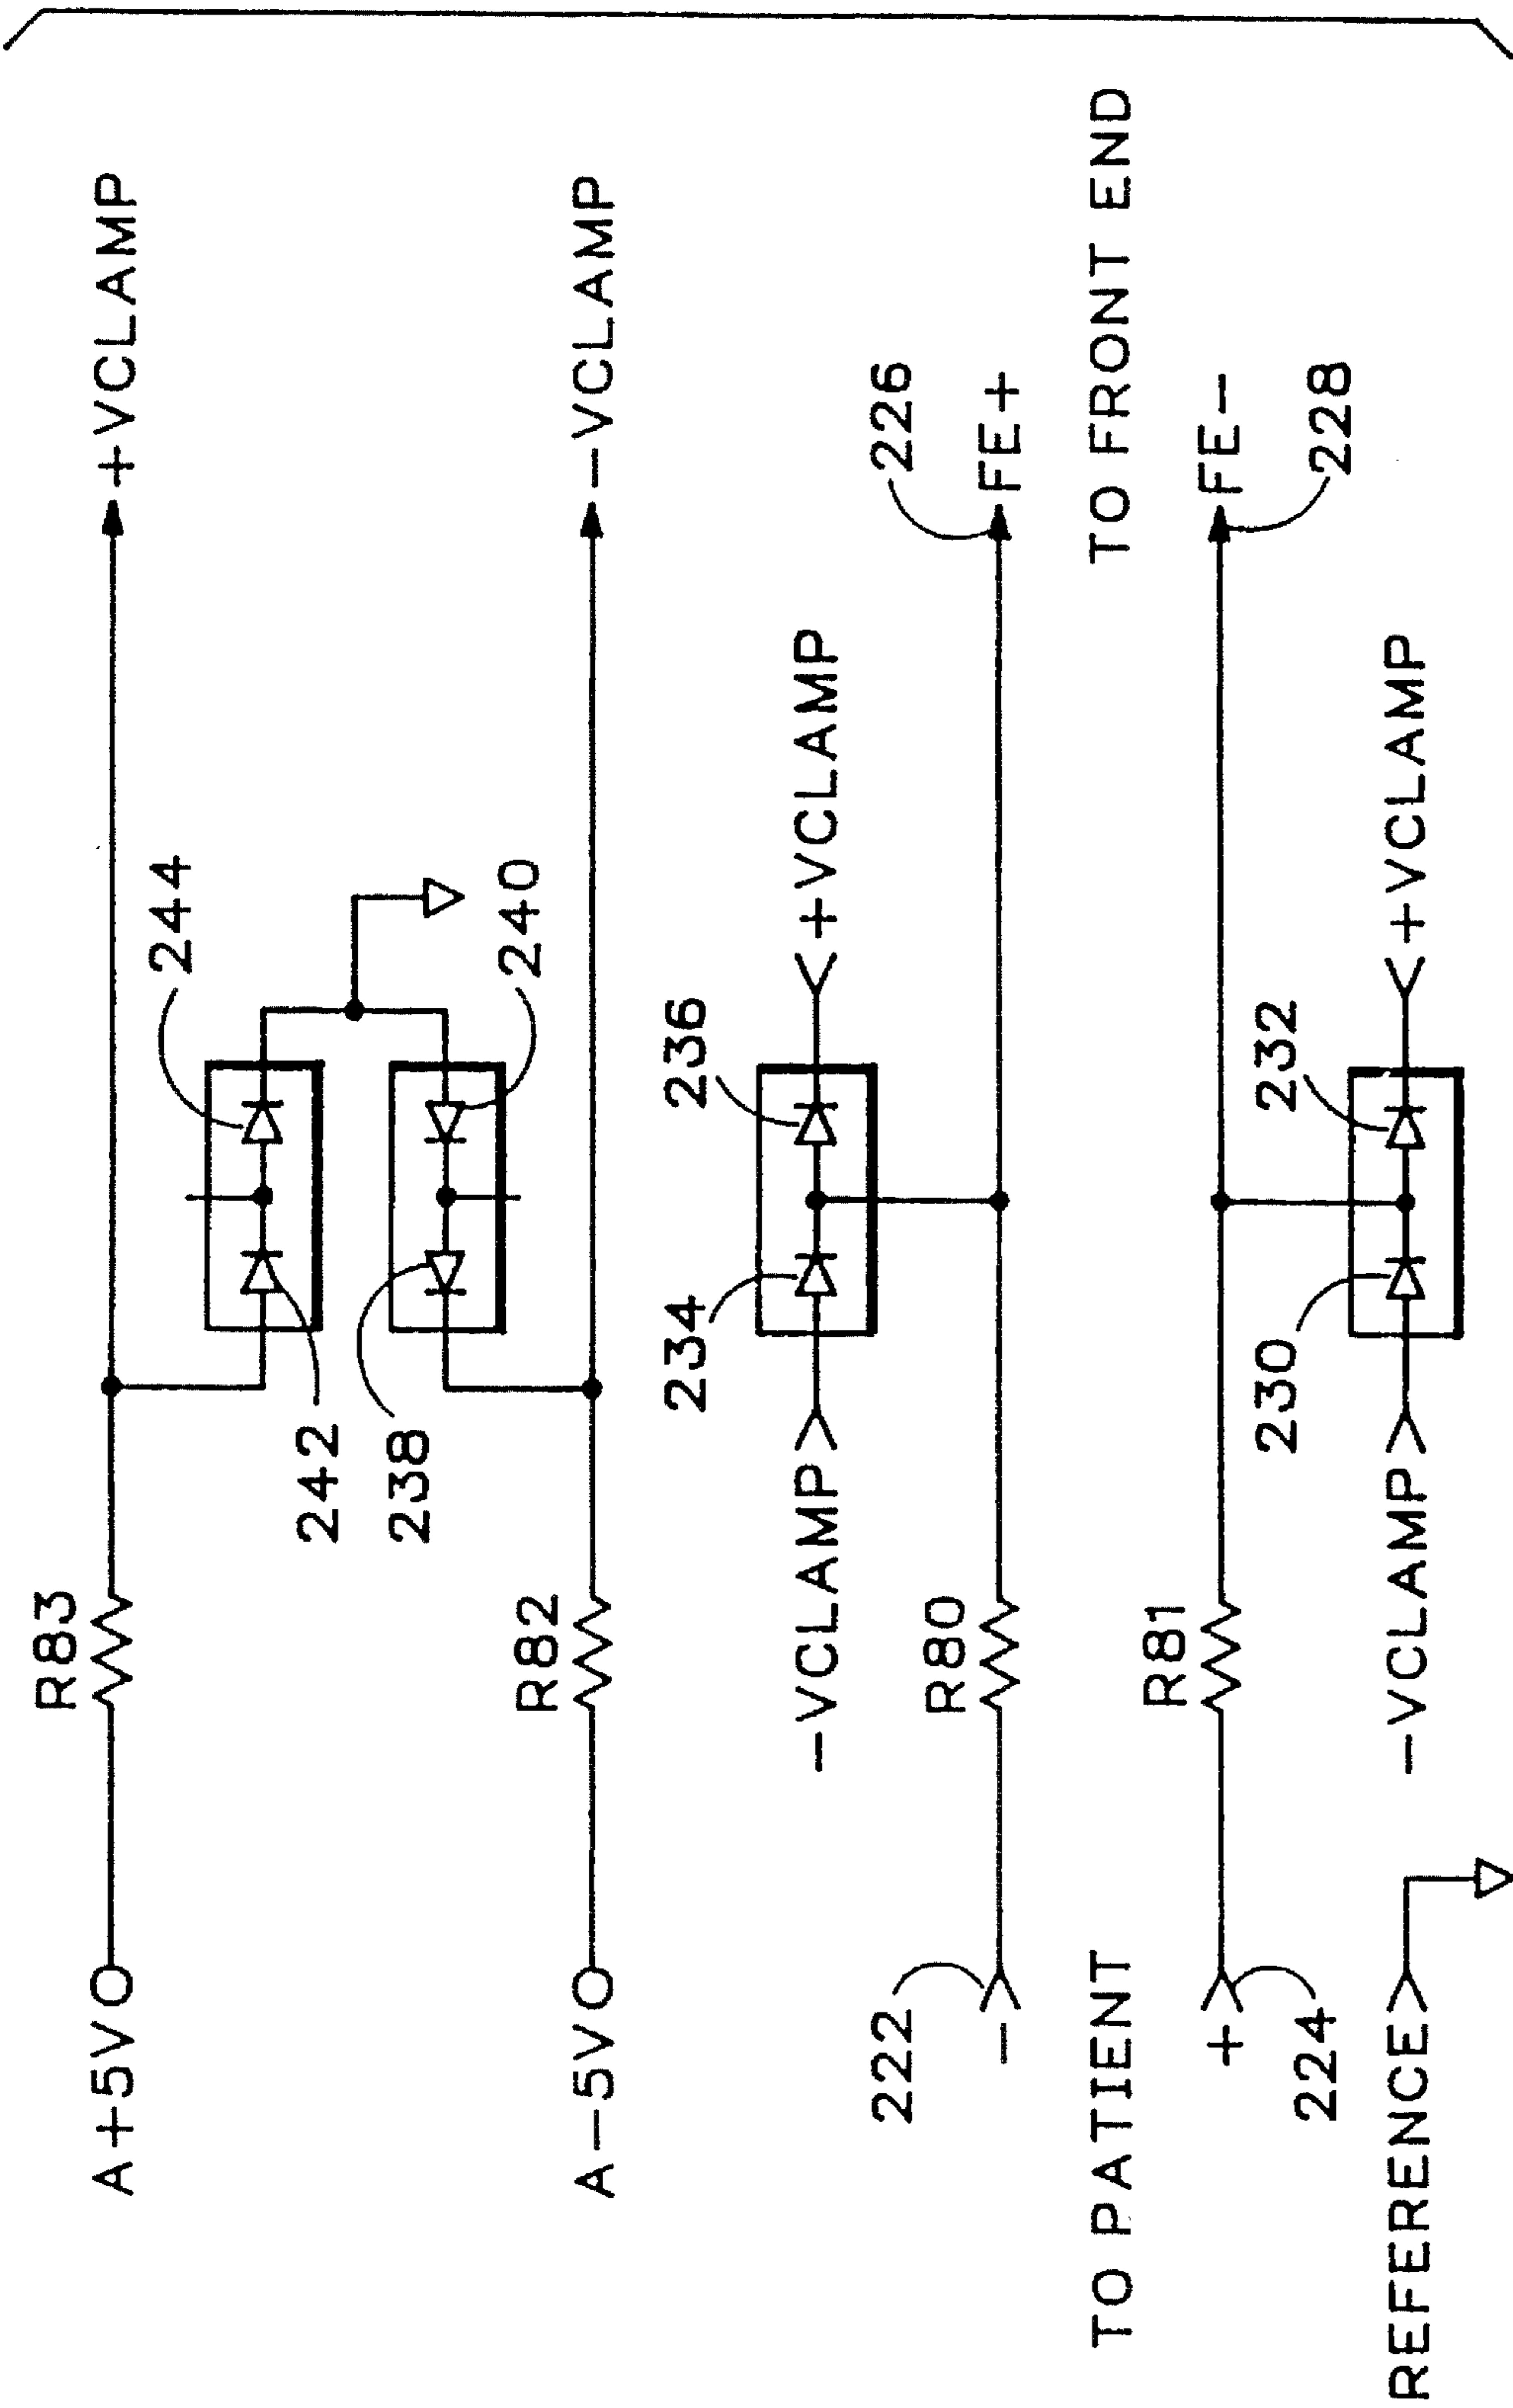 R83
A+5V
+VCLAMP
244
242
238
240
R82
A-5V
-VCLAMP
234
236
-VCLAMP
+VCLAMP
222
R80
226
-
FE+
TO PATIENT
TO FRONT END
R81
+
FE-
224
228
230
232
REFERENCE
-VCLAMP
+VCLAMP